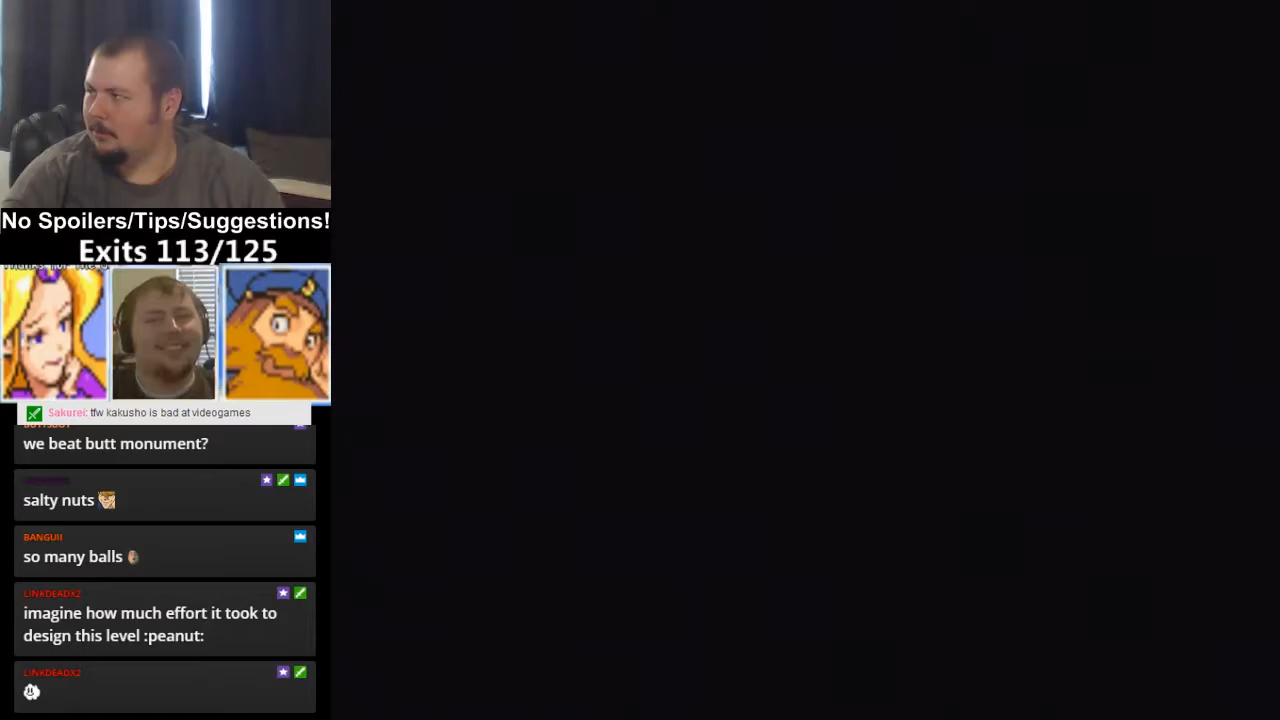 No Spoilers/Tips/Suggestions!
Exits 113/125
Sakurei: tfw kakusho is bad at videogames
we beat butt monument?
salty nuts
BANGUII
so many balls
LINKDEADX2
imagine how much effort it took to
design this level :peanut:
LINKDEADX2